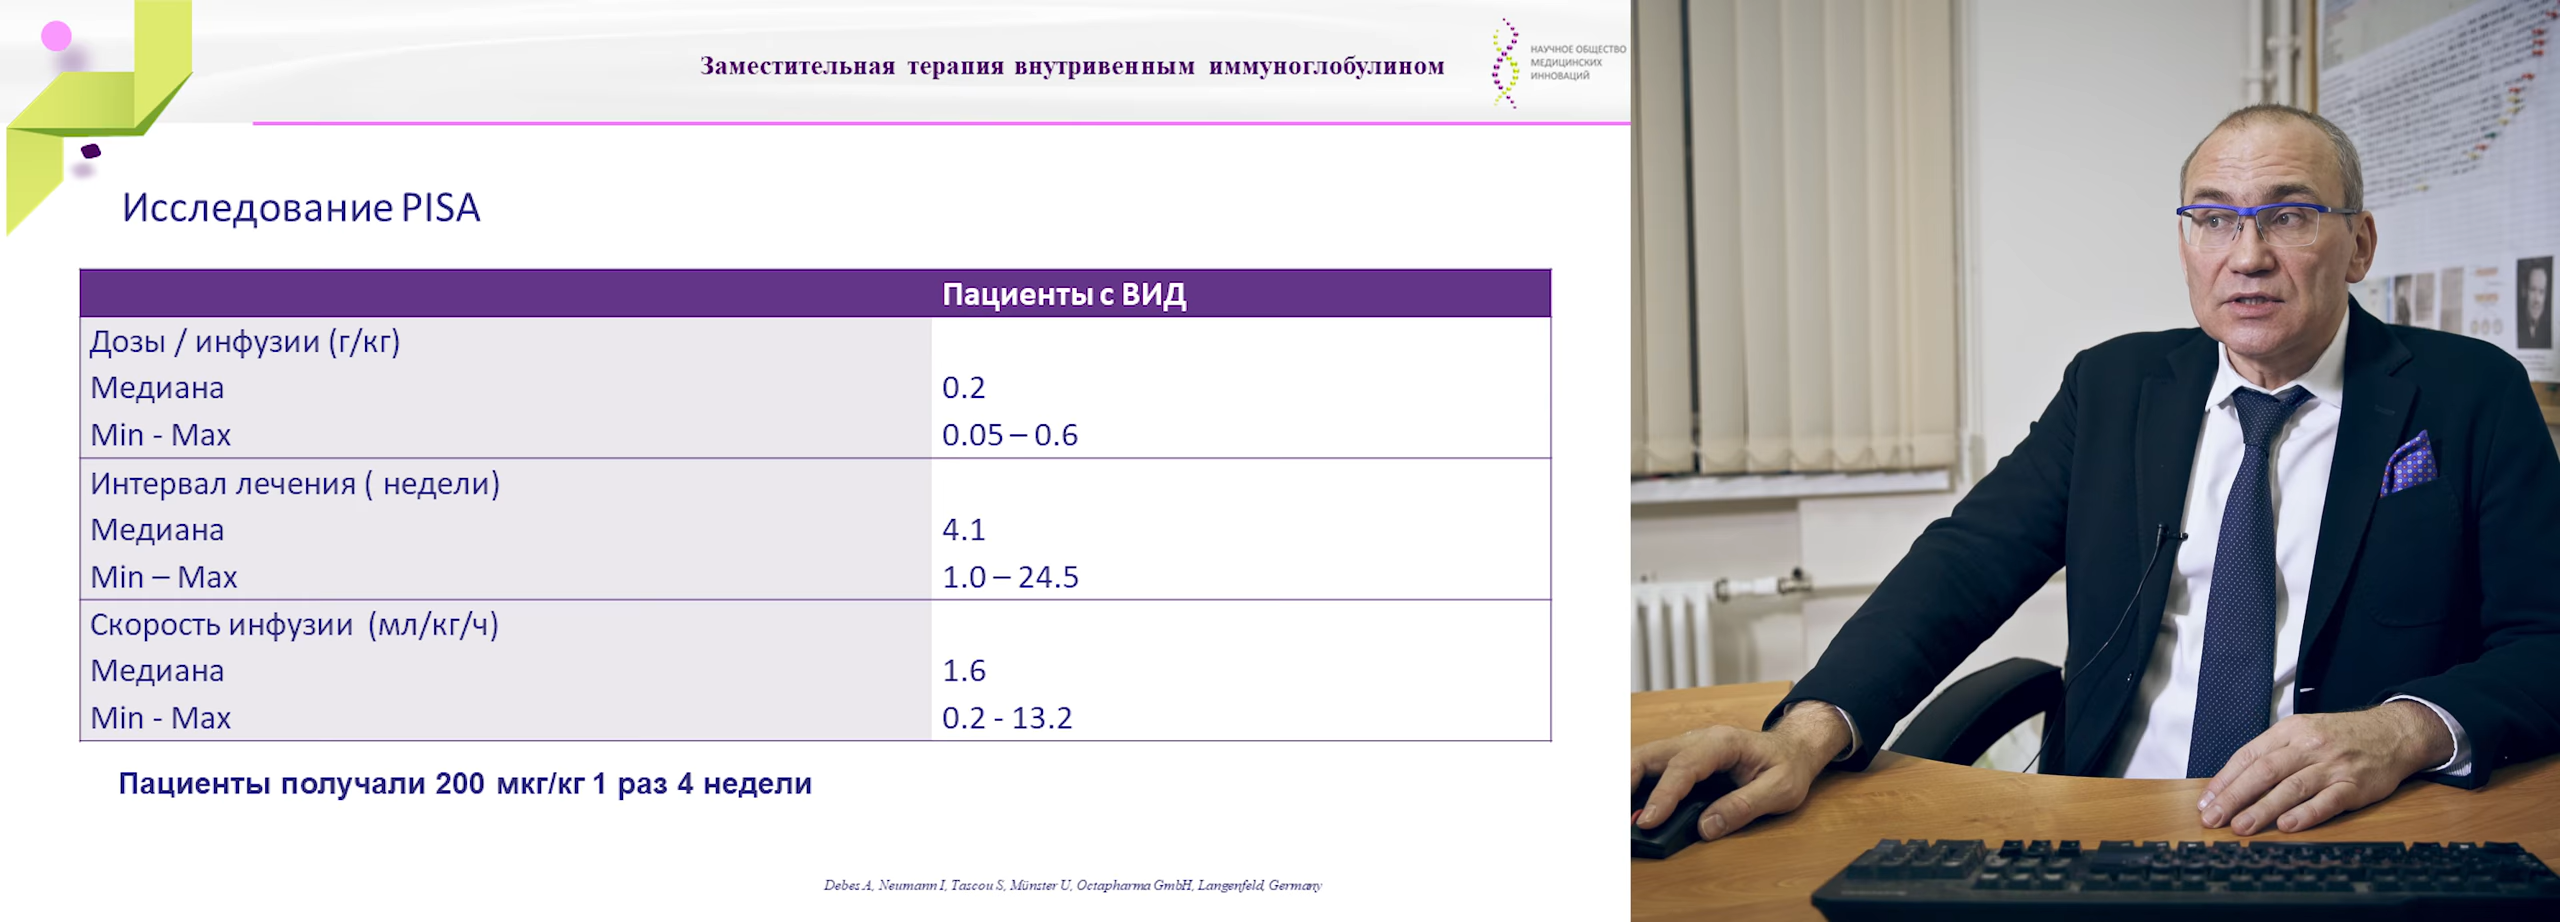 Заместительная терапия внутривенным иммуноглобулином
НАУЧНОЕ ОБЩЕСТВО
МЕДИЦИНСКИХ
ИННОВАЦИЙ
Исследование PISA
Пациенты с ВИД
Дозы / инфузии (г/кг)
Медиана 0.2
Min - Max 0.05 – 0.6
Интервал лечения ( недели)
Медиана 4.1
Min – Max 1.0 – 24.5
Скорость инфузии (мл/кг/ч)
Медиана 1.6
Min - Max 0.2 - 13.2
Пациенты получали 200 мкг/кг 1 раз 4 недели
Debes A, Neumann I, Tascou S, Münster U, Octapharma GmbH, Langenfeld, Germany